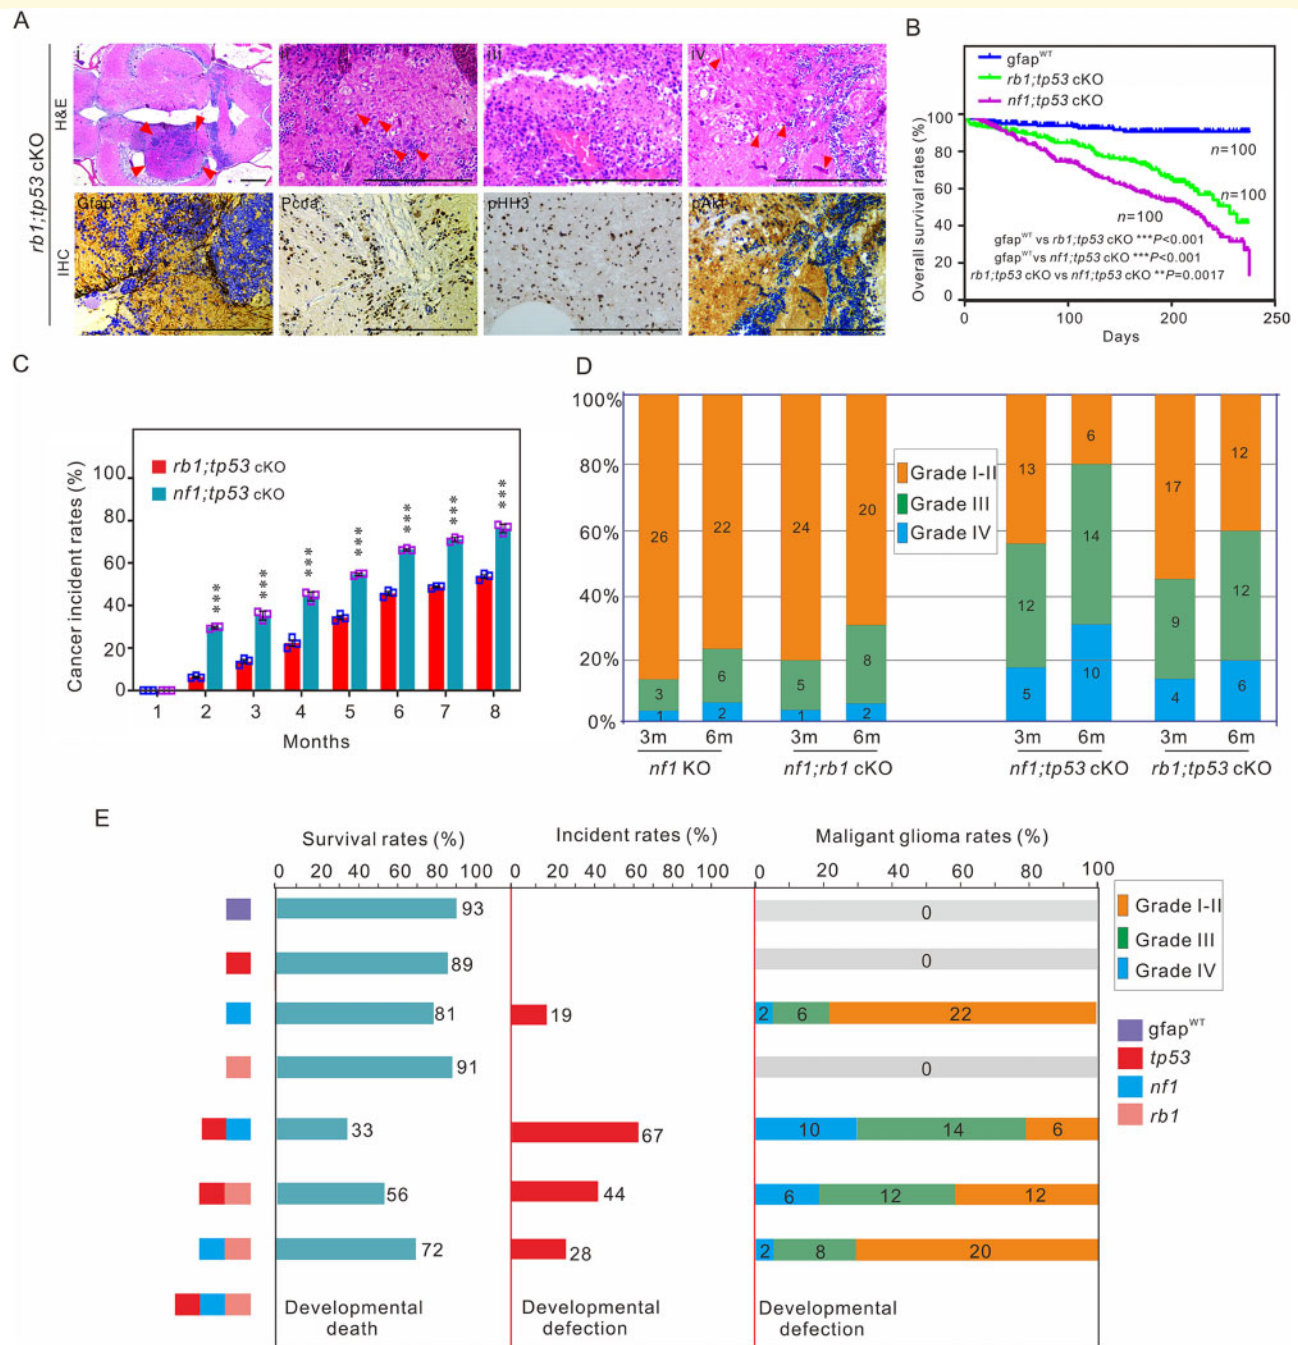 A
rb1;tp53 cKO
H&E
i
ii
iii
iv
IHC
Gfap
Pcna
pHH3
pAkt
B
gfapWT
rb1;tp53 cKO
nf1;tp53 cKO
Overall survival rates (%)
100
80
60
40
20
0
n=100
n=100
n=100
gfapWT vs rb1;tp53 cKO ***P<0.001
gfapWT vs nf1;tp53 cKO ***P<0.001
rb1;tp53 cKO vs nf1;tp53 cKO **P=0.0017
0 100 200 250
Days
C
Cancer incident rates (%)
100
80
60
40
20
0
rb1;tp53 cKO
nf1;tp53 cKO
*** *** *** *** *** *** ***
1 2 3 4 5 6 7 8
Months
D
100%
80%
60%
40%
20%
0%
26 22 24 20 13 6 17 12
3 6 5 8 12 14 9 12
1 2 1 2 5 10 4 6
Grade I-II
Grade III
Grade IV
3m 6m 3m 6m 3m 6m 3m 6m
nf1 KO nf1;rb1 cKO nf1;tp53 cKO rb1;tp53 cKO
E
Survival rates (%) Incident rates (%) Maligant glioma rates (%)
0 20 40 60 80 100 0 20 40 60 80 100 0 20 40 60 80 100
93 0
89 0
81 19 2 6 22
91 0
33 67 10 14 6
56 44 6 12 12
72 28 2 8 20
Developmental Developmental Developmental
death defection defection
Grade I-II
Grade III
Grade IV
gfapWT
tp53
nf1
rb1